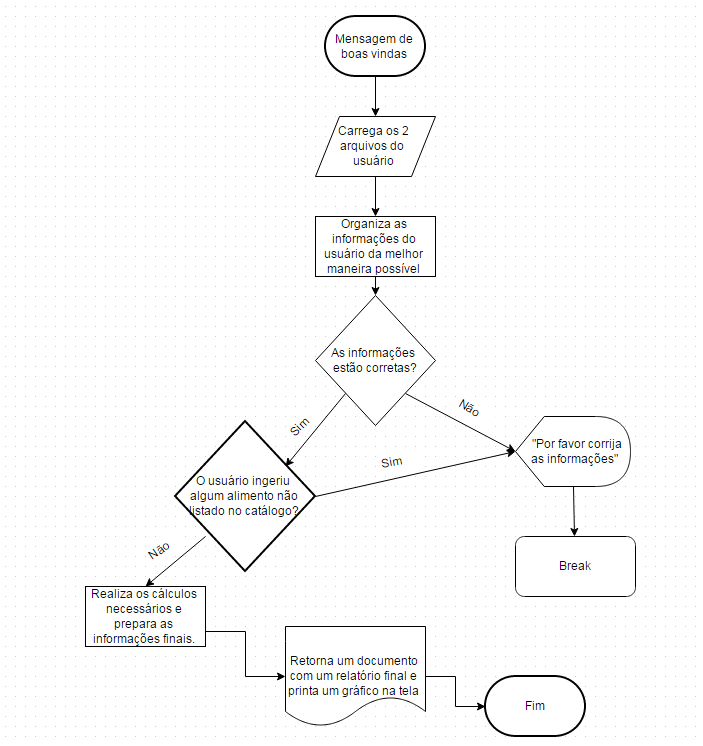 Mensagem de
boas vindas
Carrega os 2
arquivos do
usuário
Organiza as
informações do
usuário da melhor
maneira possível
As informações
estão corretas?
Sim
Não
"Por favor corrija
as informações"
O usuário ingeriu
algum alimento não
listado no catálogo?
Sim
Não
Break
Realiza os cálculos
necessários e
prepara as
informações finais.
Retorna um documento
com um relatório final e
printa um gráfico na tela
Fim